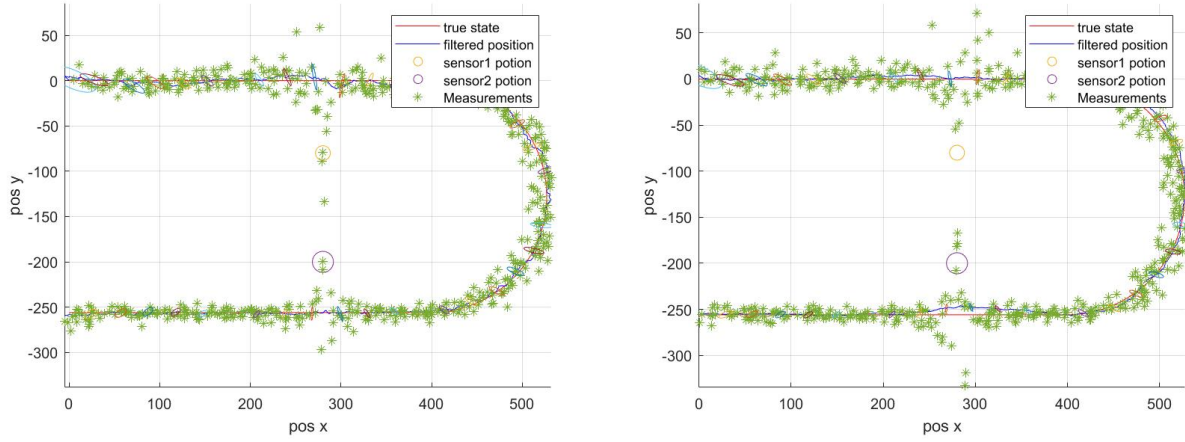 50
0
-50
-100
-150
-200
-250
-300
pos y
0
100
200
300
400
500
pos x
true state
filtered position
sensor1 potion
sensor2 potion
Measurements
50
0
-50
-100
-150
-200
-250
-300
pos y
0
100
200
300
400
500
pos x
true state
filtered position
sensor1 potion
sensor2 potion
Measurements